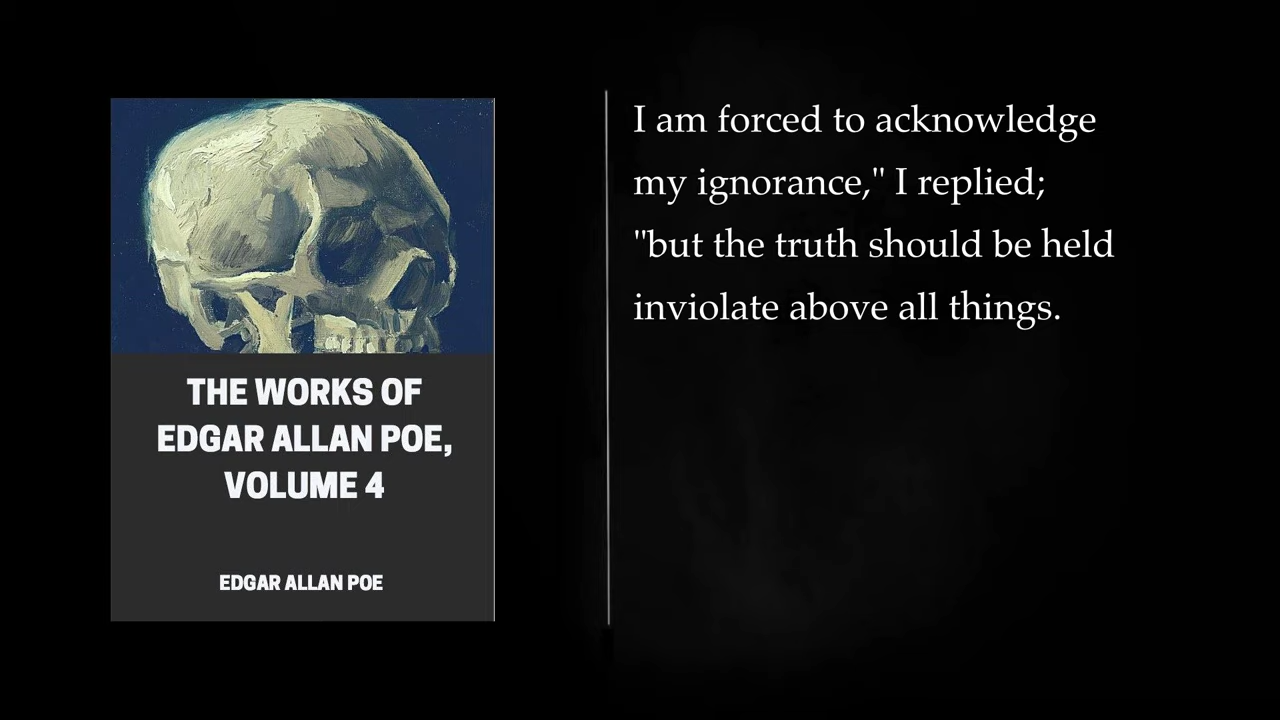 THE WORKS OF
EDGAR ALLAN POE,
VOLUME 4
EDGAR ALLAN POE
I am forced to acknowledge
my ignorance," I replied;
"but the truth should be held
inviolate above all things.